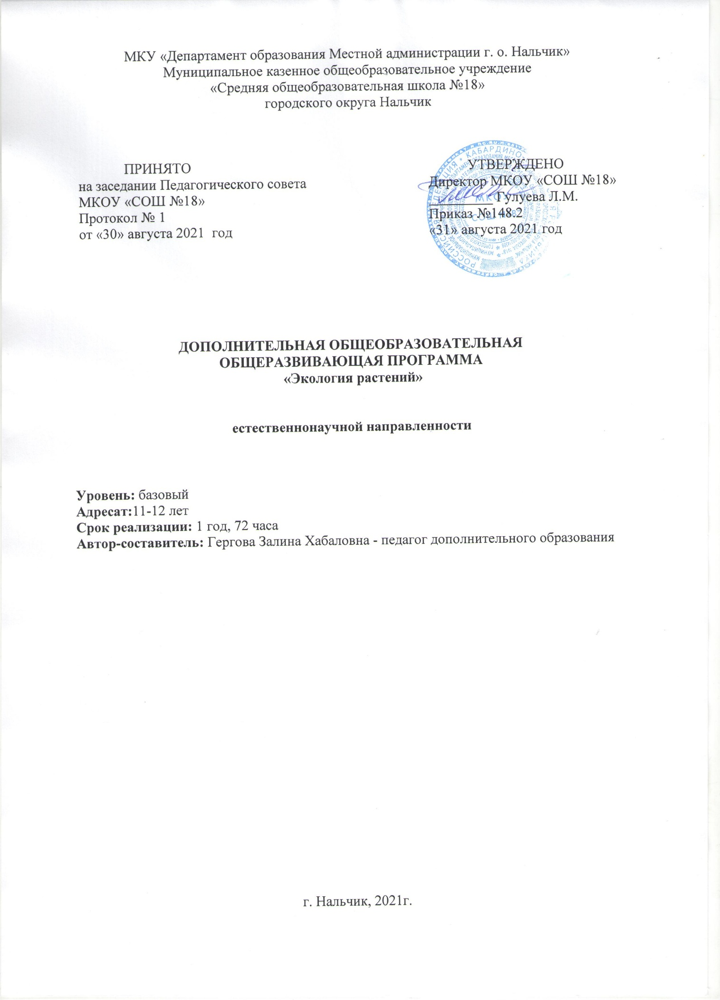 МКУ «Департамент образования Местной администрации г. о. Нальчик»
Муниципальное казенное общеобразовательное учреждение
«Средняя общеобразовательная школа №18»
городского округа Нальчик
ПРИНЯТО
на заседании Педагогического совета
МКОУ «СОШ №18»
Протокол № 1
от «30» августа 2021 год
УТВЕРЖДЕНО
Директор МКОУ «СОШ №18»
_________ Гулуева Л.М.
Приказ №148.2
«31» августа 2021 год
ДОПОЛНИТЕЛЬНАЯ ОБЩЕОБРАЗОВАТЕЛЬНАЯ
ОБЩЕРАЗВИВАЮЩАЯ ПРОГРАММА
«Экология растений»
естественнонаучной направленности
Уровень: базовый
Адресат:11-12 лет
Срок реализации: 1 год, 72 часа
Автор-составитель: Гергова Залина Хабаловна - педагог дополнительного образования
г. Нальчик, 2021г.